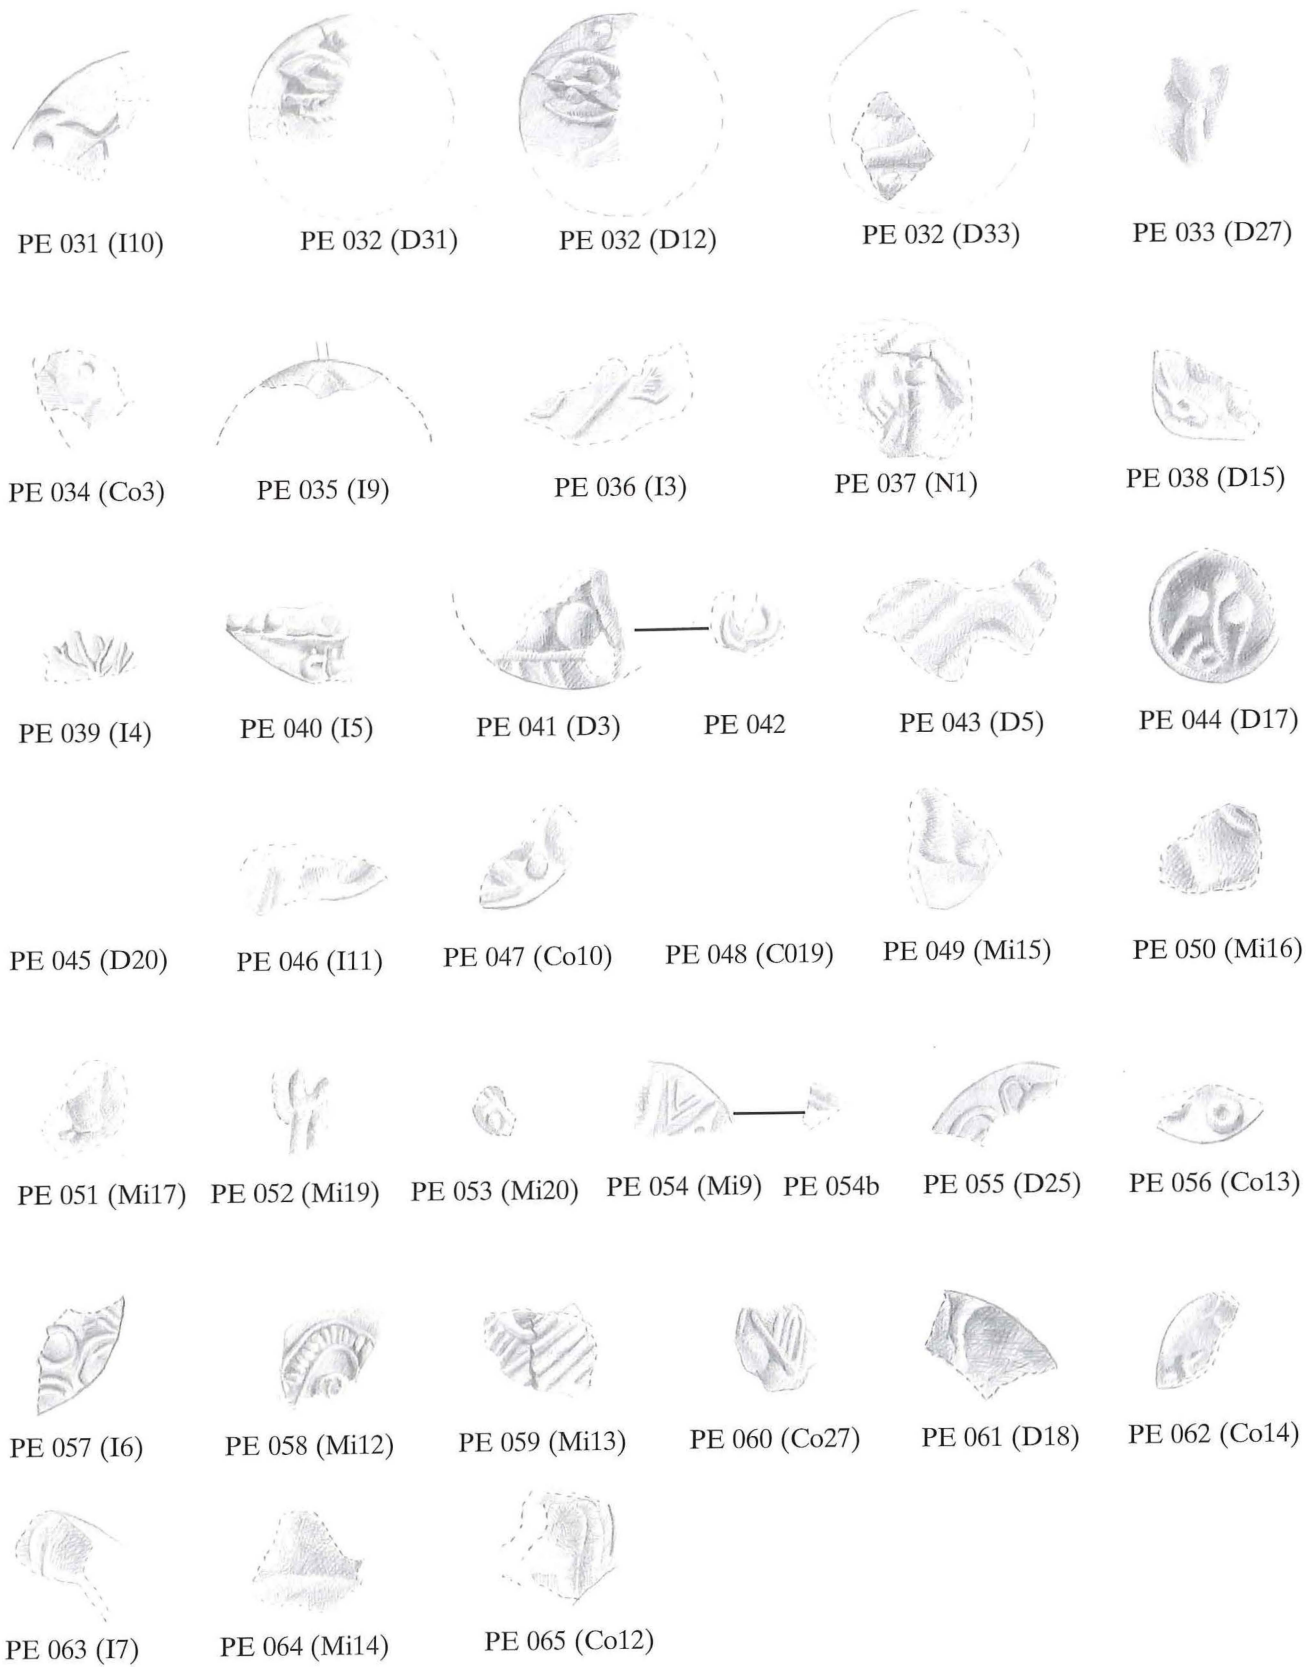 PE 031 (I10) PE 032 (D31) PE 032 (D12) PE 032 (D33) PE 033 (D27)
PE 034 (Co3) PE 035 (I9) PE 036 (I3) PE 037 (N1) PE 038 (D15)
PE 039 (I4) PE 040 (I5) PE 041 (D3) PE 042 PE 043 (D5) PE 044 (D17)
PE 045 (D20) PE 046 (I11) PE 047 (Co10) PE 048 (C019) PE 049 (Mi15) PE 050 (Mi16)
PE 051 (Mi17) PE 052 (Mi19) PE 053 (Mi20) PE 054 (Mi9) PE 054b PE 055 (D25) PE 056 (Co13)
PE 057 (I6) PE 058 (Mi12) PE 059 (Mi13) PE 060 (Co27) PE 061 (D18) PE 062 (Co14)
PE 063 (I7) PE 064 (Mi14) PE 065 (Co12)